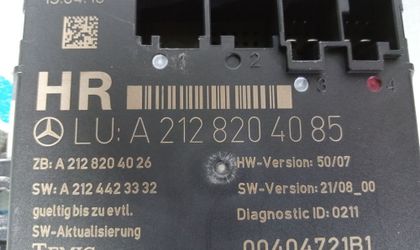 1 2
3 4
HR
LU: A 212 820 40 85
ZB: A 212 820 40 26 HW-Version: 50/07
SW: A 212 442 33 32 SW-Version: 21/08_00
gueltig bis zu evtl. Diagnostic ID: 0211
SW-Aktualisierung
TEMIC 00404721B1